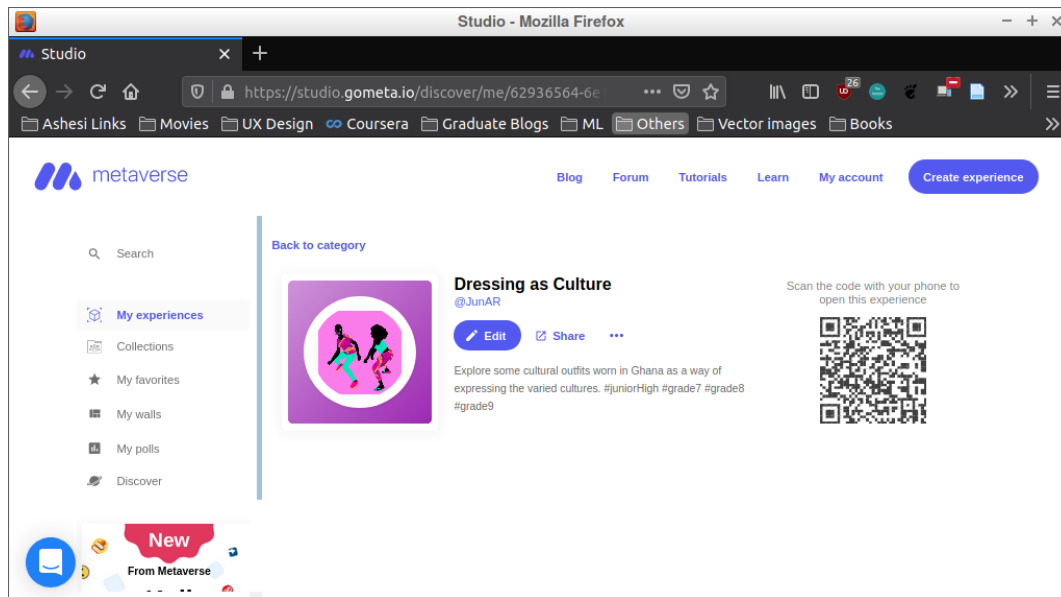 Studio - Mozilla Firefox
Studio
https://studio.gometa.io/discover/me/62936564-6e
26
Ashesi Links Movies UX Design Coursera Graduate Blogs ML Others Vector images Books
metaverse
Blog Forum Tutorials Learn My account Create experience
Back to category
Search
My experiences
Collections
My favorites
My walls
My polls
Discover
Dressing as Culture
@JunAR
Edit Share
Explore some cultural outfits worn in Ghana as a way of
expressing the varied cultures. #juniorHigh #grade7 #grade8
#grade9
Scan the code with your phone to
open this experience
New
From Metaverse